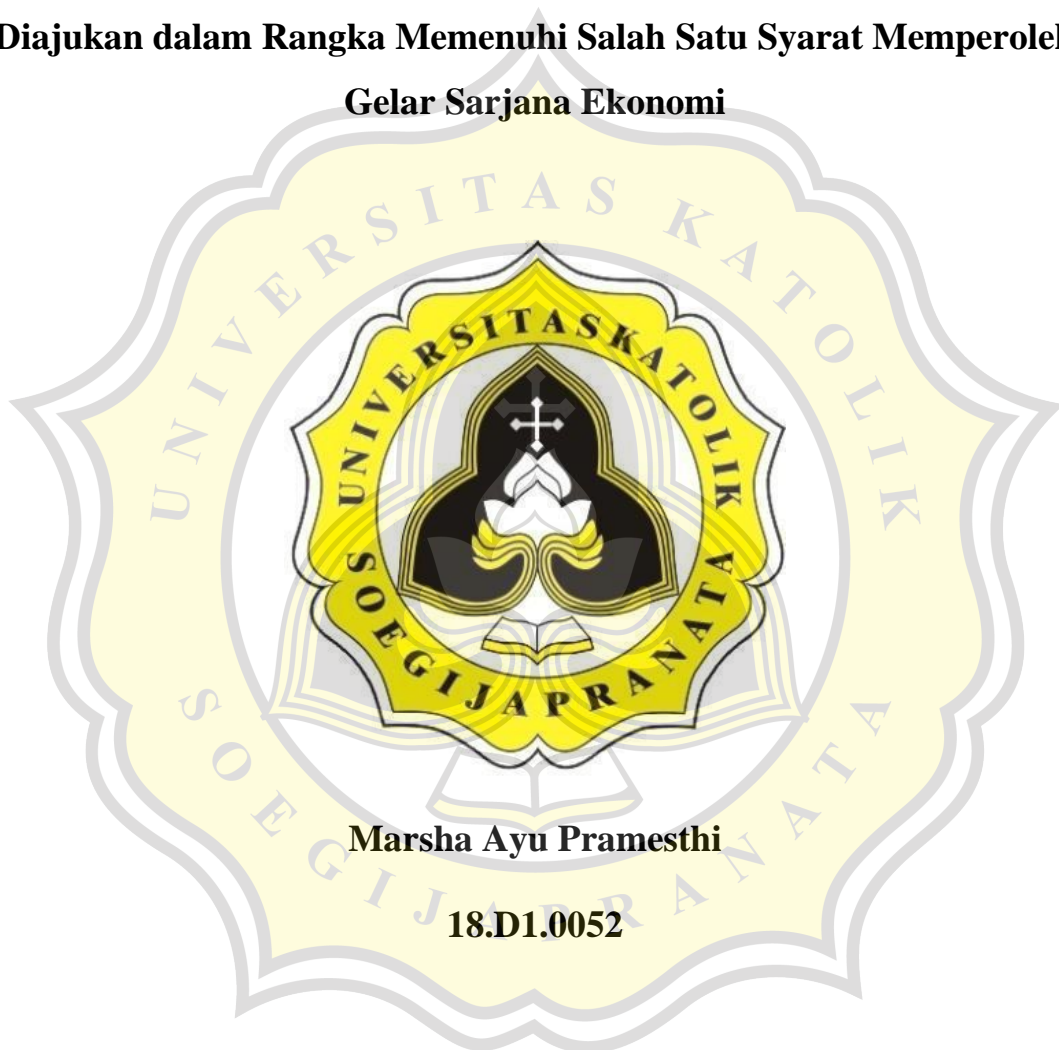 Diajukan dalam Rangka Memenuhi Salah Satu Syarat Memperoleh
Gelar Sarjana Ekonomi
UNIVERSITAS KATOLIK
SOEGIJAPRANATA
UNIVERSITAS KATOLIK
SOEGIJAPRANATA
Marsha Ayu Pramesthi
18.D1.0052